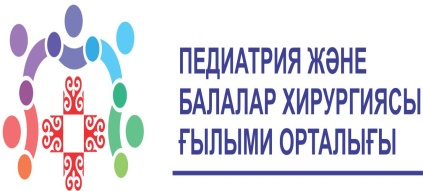 ПЕДИАТРИЯ ЖӘНЕ
БАЛАЛАР ХИРУРГИЯСЫ
ҒЫЛЫМИ ОРТАЛЫҒЫ